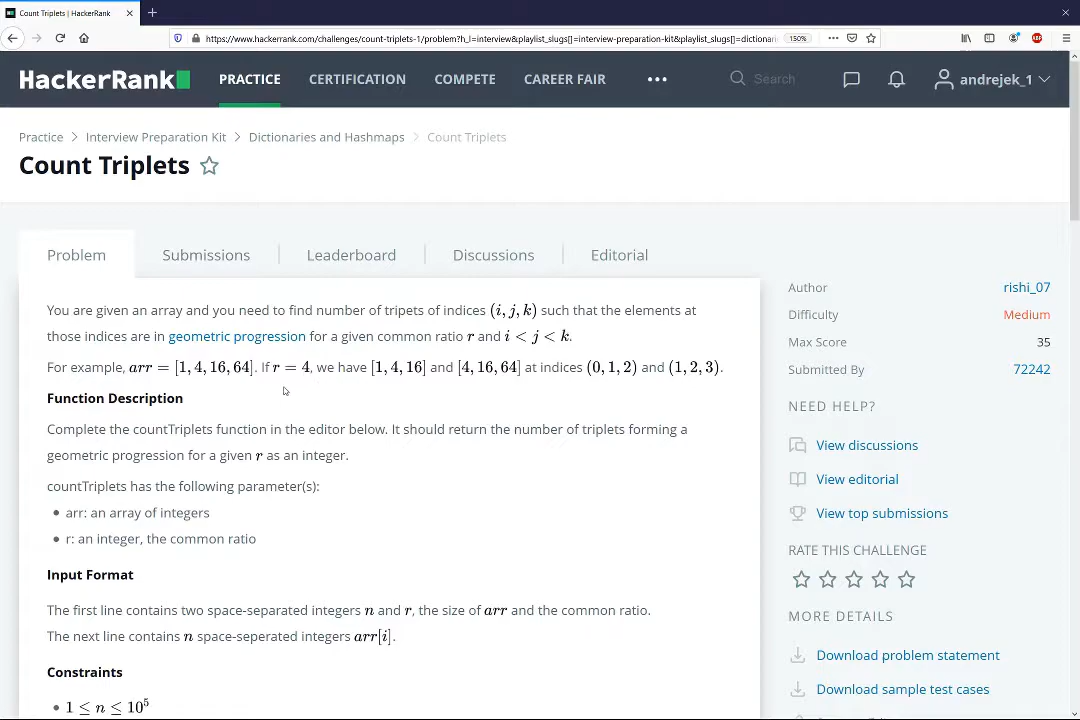 Count Triplets | HackerRank
https://www.hackerrank.com/challenges/count-triplets-1/problem?h_l=interview&playlist_slugs[]=interview-preparation-kit&playlist_slugs[]=dictionar
150%
HackerRank
PRACTICE
CERTIFICATION
COMPETE
CAREER FAIR
Search
andrejek_1
Practice > Interview Preparation Kit > Dictionaries and Hashmaps > Count Triplets
Count Triplets
Problem
Submissions
Leaderboard
Discussions
Editorial
You are given an array and you need to find number of tripets of indices (i, j, k) such that the elements at
those indices are in geometric progression for a given common ratio r and i < j < k.
For example, arr = [1, 4, 16, 64]. If r = 4, we have [1, 4, 16] and [4, 16, 64] at indices (0, 1, 2) and (1, 2, 3).
Function Description
Complete the countTriplets function in the editor below. It should return the number of triplets forming a
geometric progression for a given r as an integer.
countTriplets has the following parameter(s):
• arr: an array of integers
• r: an integer, the common ratio
Input Format
The first line contains two space-separated integers n and r, the size of arr and the common ratio.
The next line contains n space-seperated integers arr[i].
Constraints
• 1 ≤ n ≤ 10⁵
Author rishi_07
Difficulty Medium
Max Score 35
Submitted By 72242
NEED HELP?
View discussions
View editorial
View top submissions
RATE THIS CHALLENGE
MORE DETAILS
Download problem statement
Download sample test cases